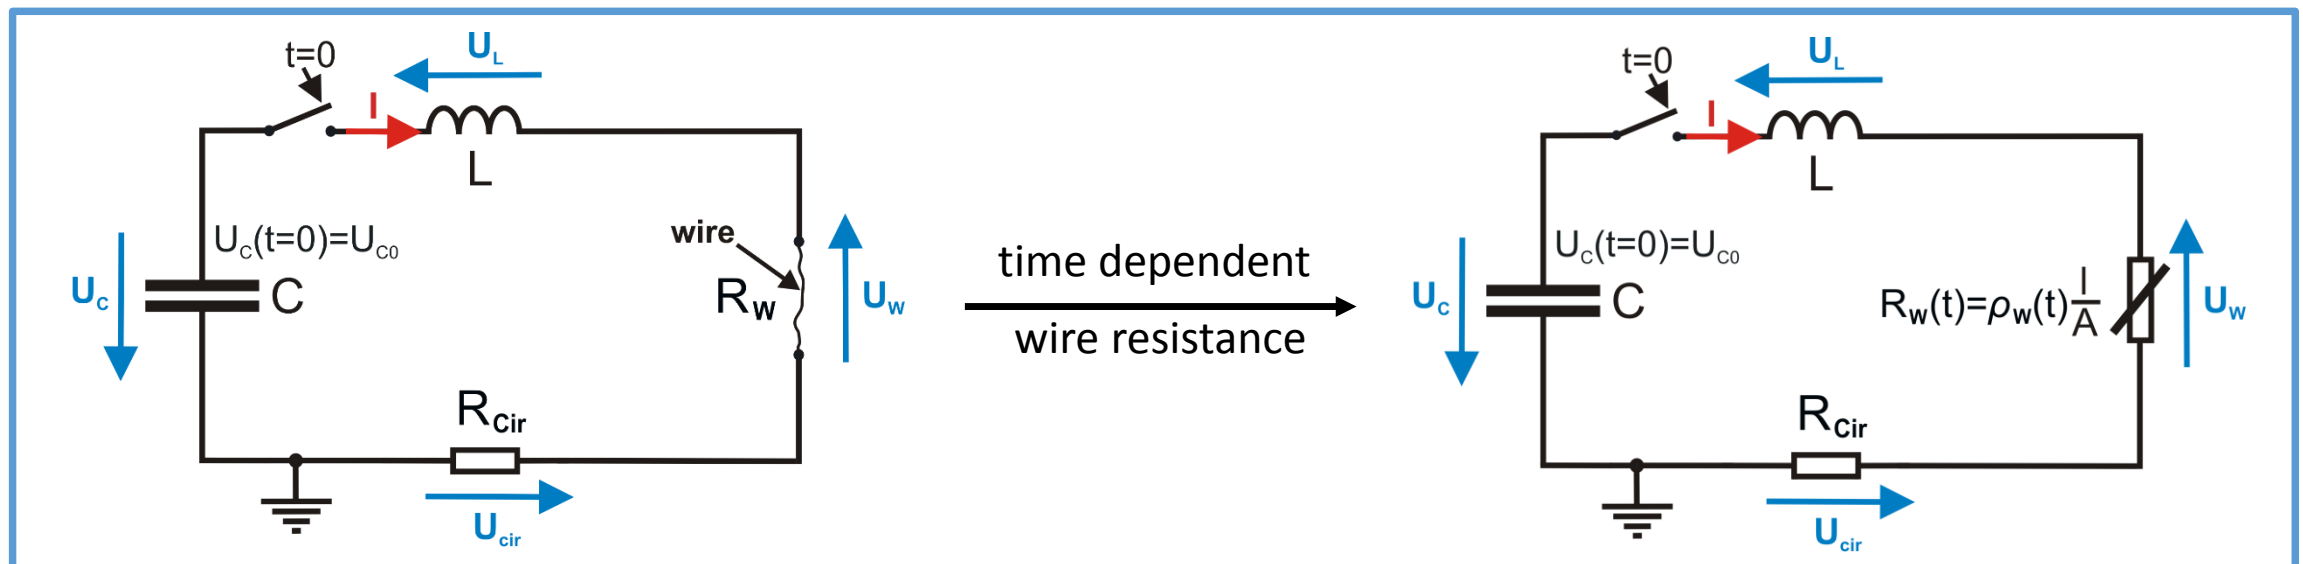 t=0
U_L
I
L
U_C(t=0)=U_C0
wire
U_C
C
R_W
U_W
R_Cir
U_cir
time dependent
wire resistance
t=0
U_L
I
L
U_C(t=0)=U_C0
U_C
C
R_W(t)=ρ_W(t) l/A
U_W
R_Cir
U_cir